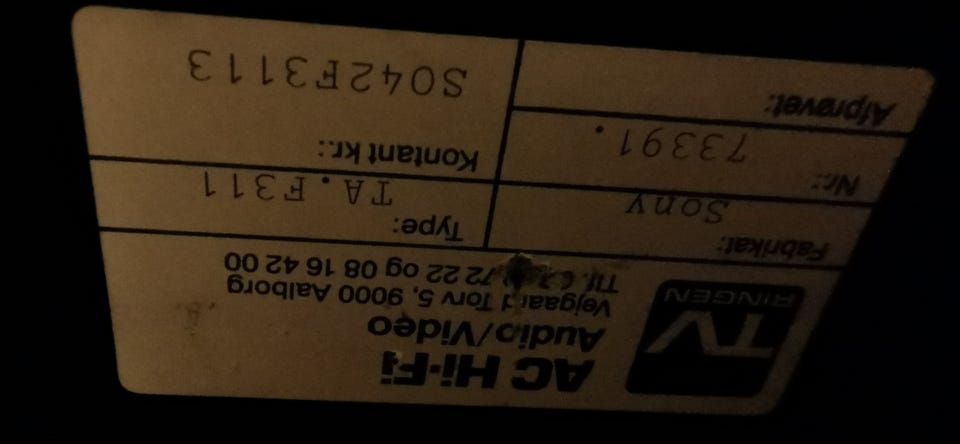 TV
RINGEN
AC Hi-Fi
Audio/Video
Vejgaard Torv 5, 9000 Aalborg
Tlf. 72 22 og 08 16 42 00
Fabrikat: Sony
Type: TA.F311
Nr.: 73391.
Kontant kr.:
Afprøvet:
S042F3113